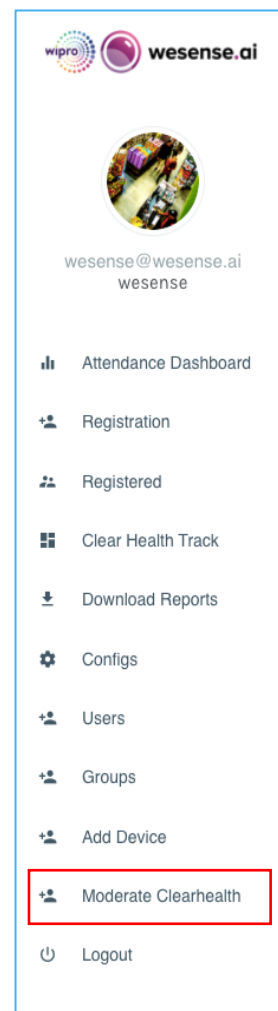 wipro wesense.ai
wesense@wesense.ai
wesense
Attendance Dashboard
Registration
Registered
Clear Health Track
Download Reports
Configs
Users
Groups
Add Device
Moderate Clearhealth
Logout